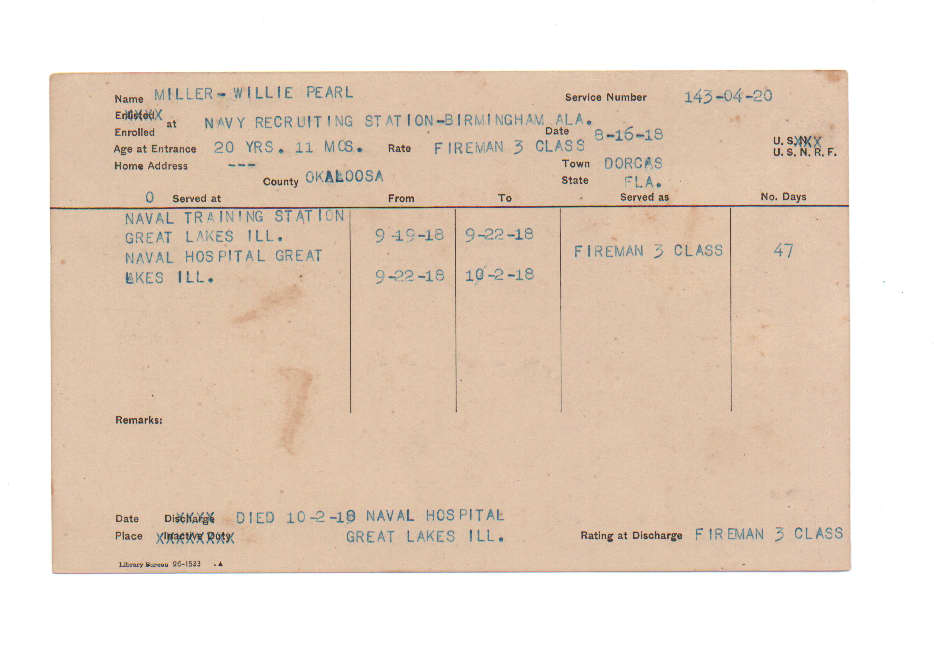 Name MILLER-WILLIE PEARL Service Number 143-04-20
Enlisted
Enrolled at NAVY RECRUITING STATION-BIRMINGHAM ALA. Date 8-16-18 U. S. N.
Age at Entrance 20 YRS. 11 MOS. Rate FIREMAN 3 CLASS U. S. N. R. F.
Home Address --- Town DORCAS
County OKALOOSA State FLA.
0 Served at From To Served as No. Days
NAVAL TRAINING STATION
GREAT LAKES ILL. 9-19-18 9-22-18
NAVAL HOSPITAL GREAT FIREMAN 3 CLASS 47
LKES ILL. 9-22-18 10-2-18
Remarks:
Date Discharge DIED 10-2-18 NAVAL HOSPITAL
Place Inactive Duty GREAT LAKES ILL. Rating at Discharge FIREMAN 3 CLASS
Library Bureau 96-1533 .▲